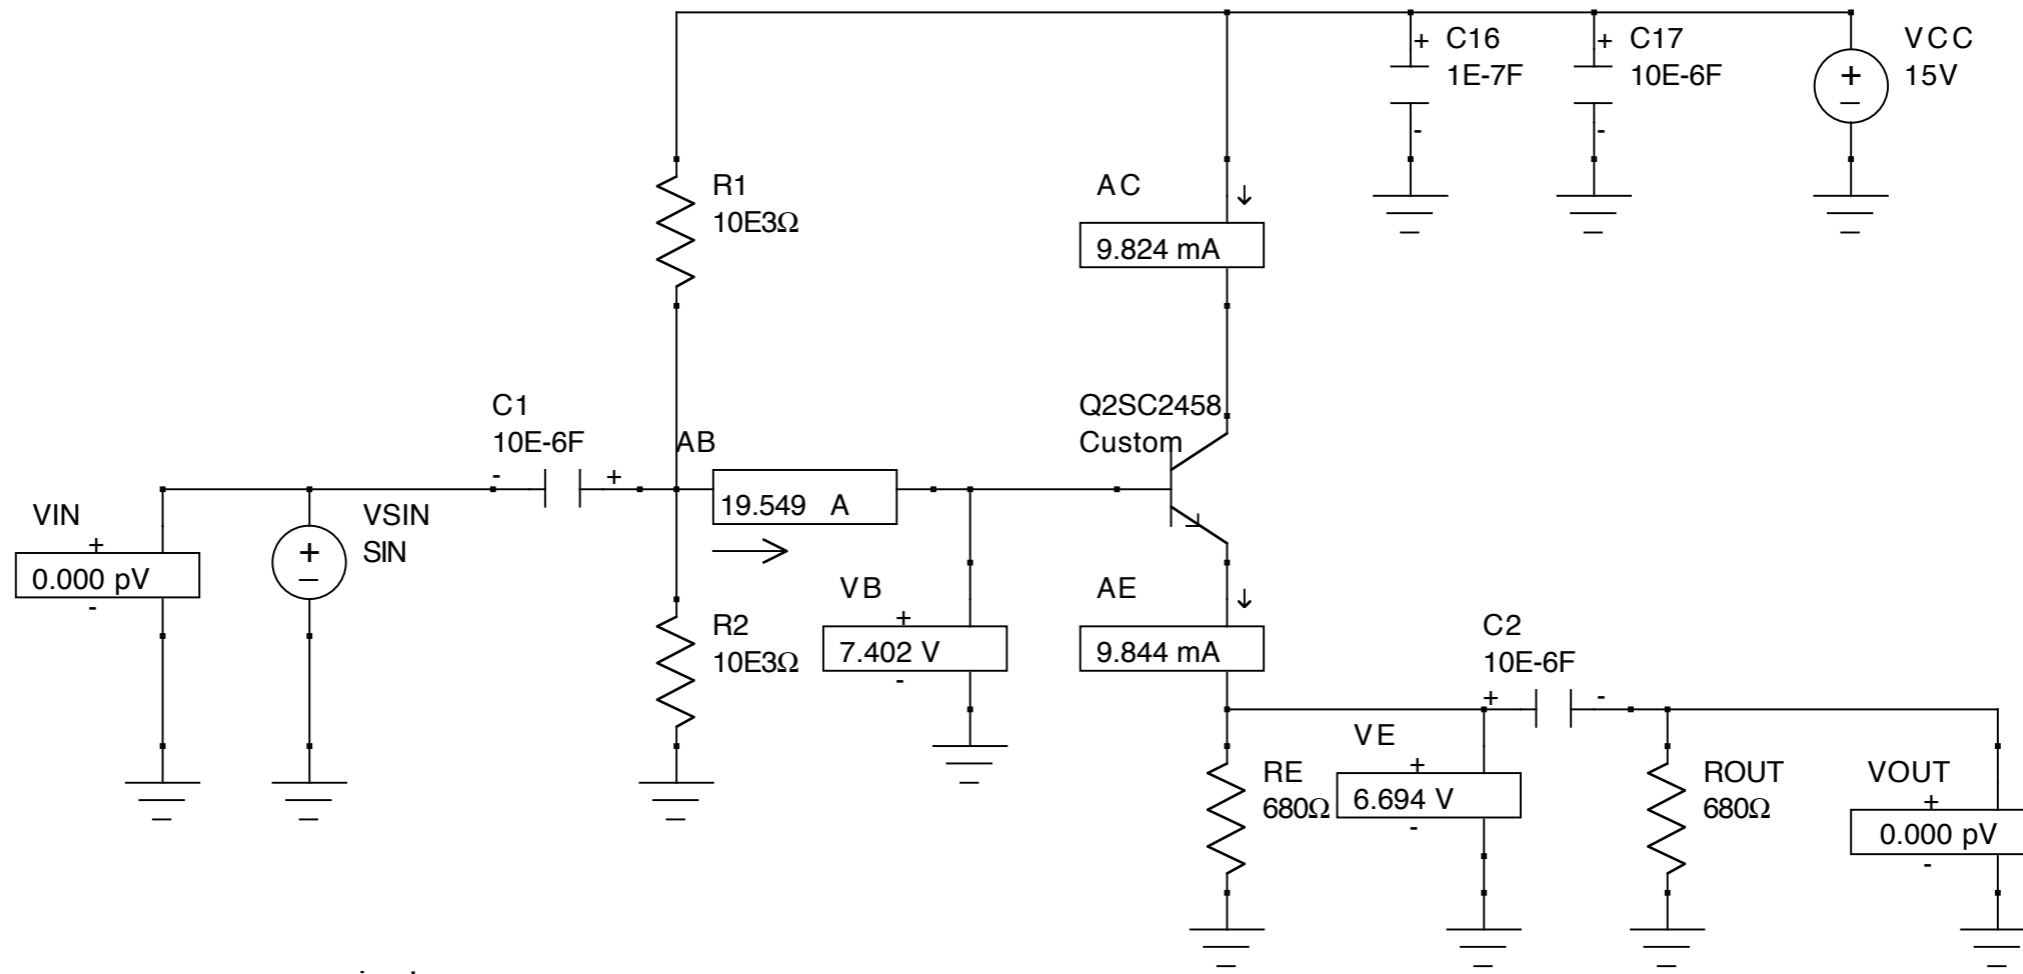 C16
1E-7F
+
-
C17
10E-6F
+
-
VCC
15V
+
–
R1
10E3Ω
AC
9.824 mA
Q2SC2458
Custom
C1
10E-6F
-
+
AB
19.549 A
VIN
+
0.000 pV
-
VSIN
SIN
+
–
R2
10E3Ω
VB
+
7.402 V
-
AE
9.844 mA
C2
10E-6F
+
-
VE
+
6.694 V
-
RE
680Ω
ROUT
680Ω
VOUT
+
0.000 pV
-